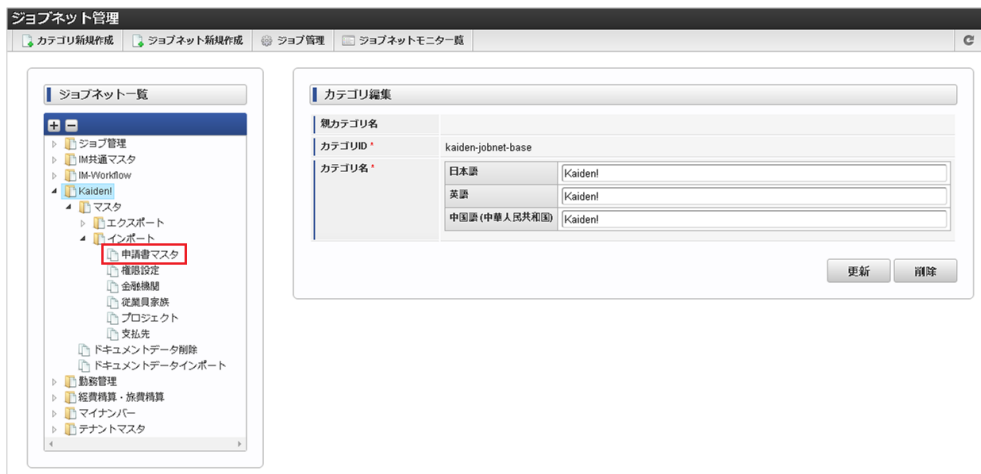 ジョブネット管理
カテゴリ新規作成 ジョブネット新規作成 ジョブ管理 ジョブネットモニター覧
ジョブネット一覧
ジョブ管理
IM共通マスタ
IM-Workflow
Kaiden!
マスタ
エクスポート
インポート
申請書マスタ
権限設定
金融機関
従業員家族
プロジェクト
支払先
ドキュメントデータ削除
ドキュメントデータインポート
勤務管理
経費精算・旅費精算
マイナンバー
テナントマスタ
カテゴリ編集
親カテゴリ名
カテゴリID * kaiden-jobnet-base
カテゴリ名 *
日本語 Kaiden!
英語 Kaiden!
中国語(中華人民共和国) Kaiden!
更新 削除